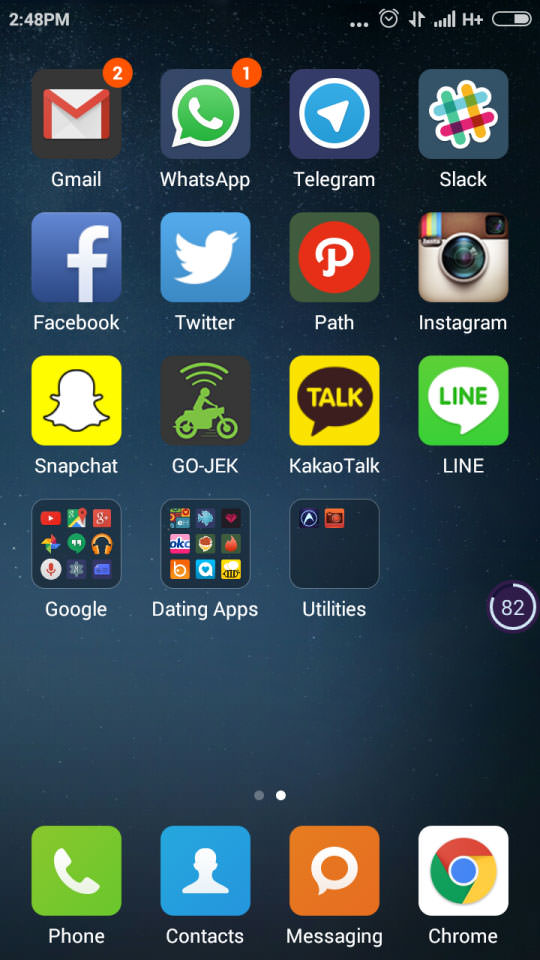 2:48PM
... H+
2
1
Gmail WhatsApp Telegram Slack
Facebook Twitter Path Instagram
TALK LINE
Snapchat GO-JEK KakaoTalk LINE
okc
Google Dating Apps Utilities
82
Phone Contacts Messaging Chrome